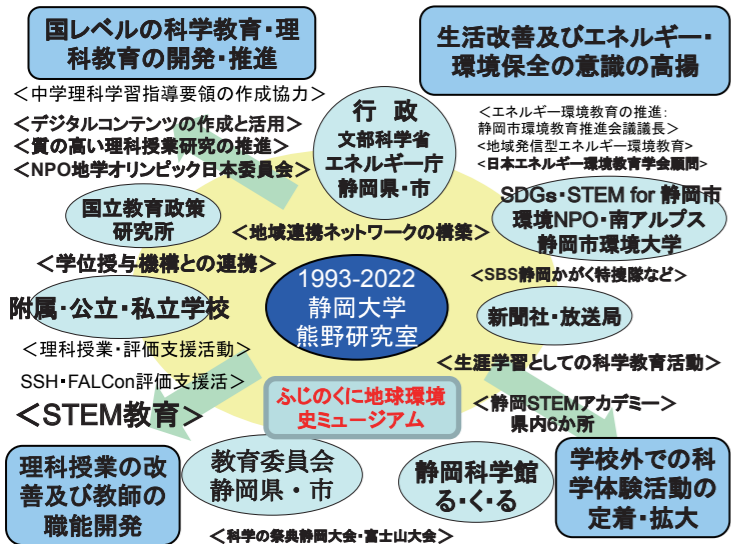 国レベルの科学教育・理
科教育の開発・推進
生活改善及びエネルギー・
環境保全の意識の高揚
＜中学理科学習指導要領の作成協力＞
＜デジタルコンテンツの作成と活用＞
＜質の高い理科授業研究の推進＞
＜NPO地学オリンピック日本委員会＞
行 政
文部科学省
エネルギー庁
静岡県・市
＜エネルギー環境教育の推進:
静岡市環境教育推進会議議長＞
＜地域発信型エネルギー環境教育＞
＜日本エネルギー環境教育学会顧問＞
国立教育政策
研究所
SDGs・STEM for 静岡市
環境NPO・南アルプス
静岡市環境大学
＜地域連携ネットワークの構築＞
＜学位授与機構との連携＞
＜SBS静岡かがく特捜隊など＞
1993-2022
静岡大学
熊野研究室
附属・公立・私立学校
新聞社・放送局
＜理科授業・評価支援活動＞
SSH・FALCon評価支援活＞
＜STEM教育＞
＜生涯学習としての科学教育活動＞
ふじのくに地球環境
史ミュージアム
＜静岡STEMアカデミー＞
県内6か所
理科授業の改
善及び教師の
職能開発
教育委員会
静岡県・市
静岡科学館
る・く・る
学校外での科
学体験活動の
定着・拡大
＜科学の祭典静岡大会・富士山大会＞